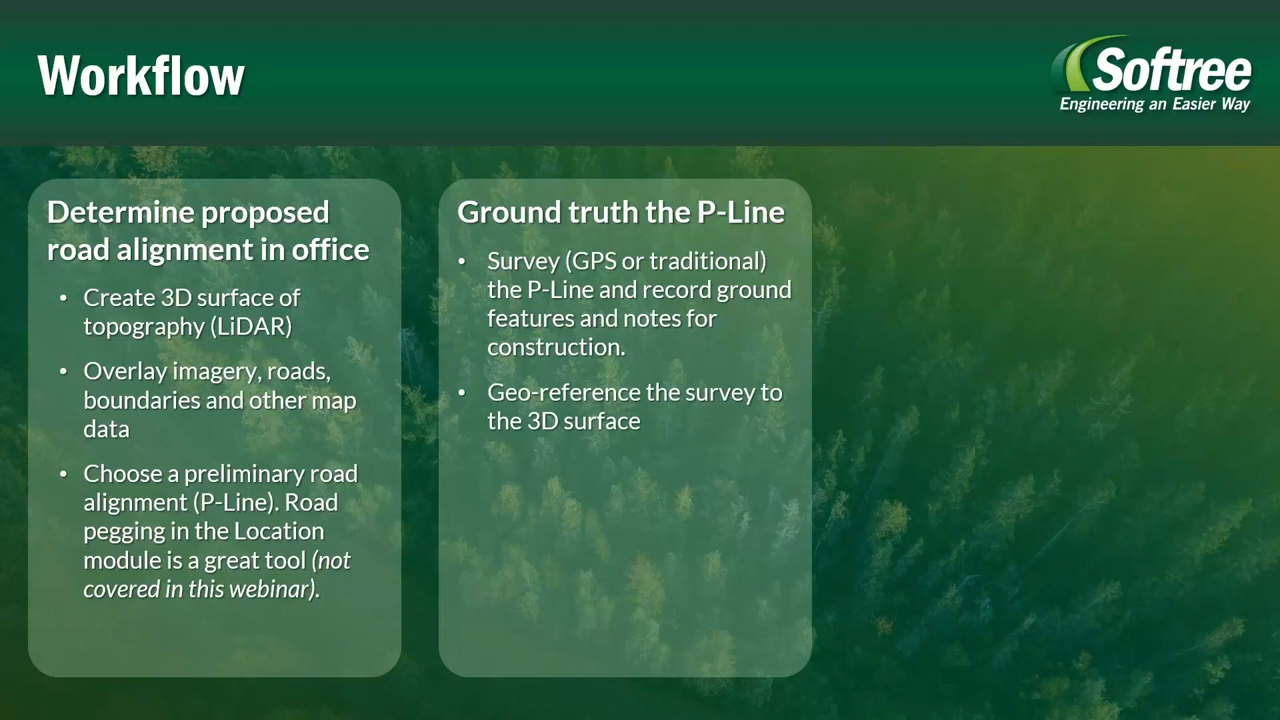 Workflow
Softree
Engineering an Easier Way
Determine proposed
road alignment in office
• Create 3D surface of
topography (LiDAR)
• Overlay imagery, roads,
boundaries and other map
data
• Choose a preliminary road
alignment (P-Line). Road
pegging in the Location
module is a great tool (not
covered in this webinar).
Ground truth the P-Line
• Survey (GPS or traditional)
the P-Line and record ground
features and notes for
construction.
• Geo-reference the survey to
the 3D surface